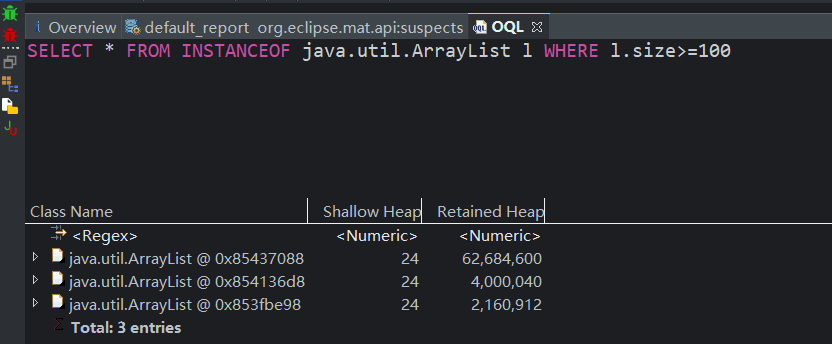 Overview default_report org.eclipse.mat.api:suspects OQL
SELECT * FROM INSTANCEOF java.util.ArrayList l WHERE l.size>=100
Class Name Shallow Heap Retained Heap
<Regex> <Numeric> <Numeric>
java.util.ArrayList @ 0x85437088 24 62,684,600
java.util.ArrayList @ 0x854136d8 24 4,000,040
java.util.ArrayList @ 0x853fbe98 24 2,160,912
Total: 3 entries